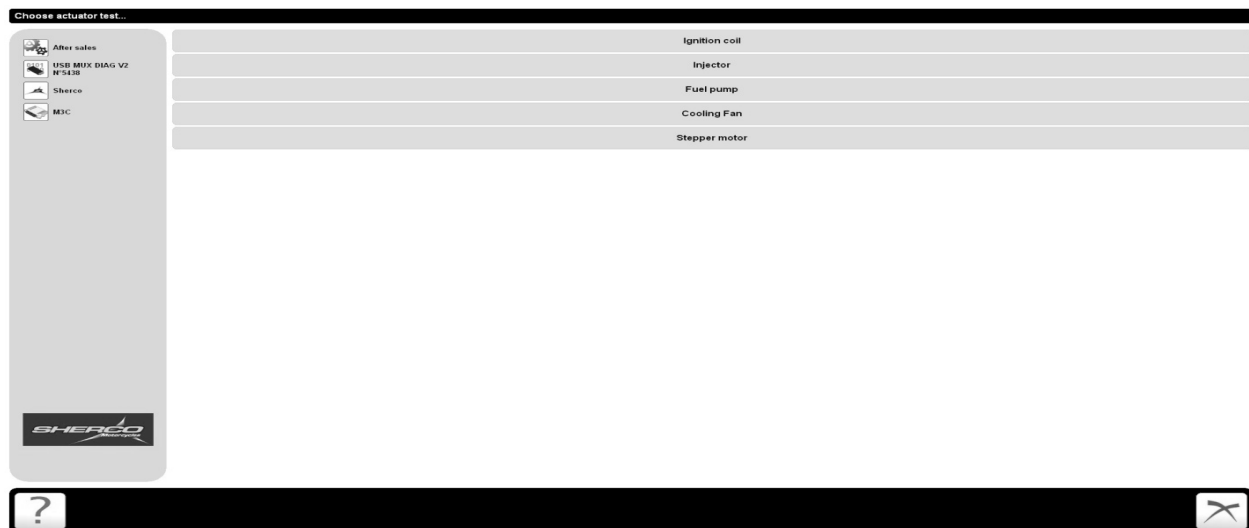 Choose actuator test...
After sales
USB MUX DIAG V2
N°5438
Sherco
M3C
Ignition coil
Injector
Fuel pump
Cooling Fan
Stepper motor
SHERCO
Motorcycles
?